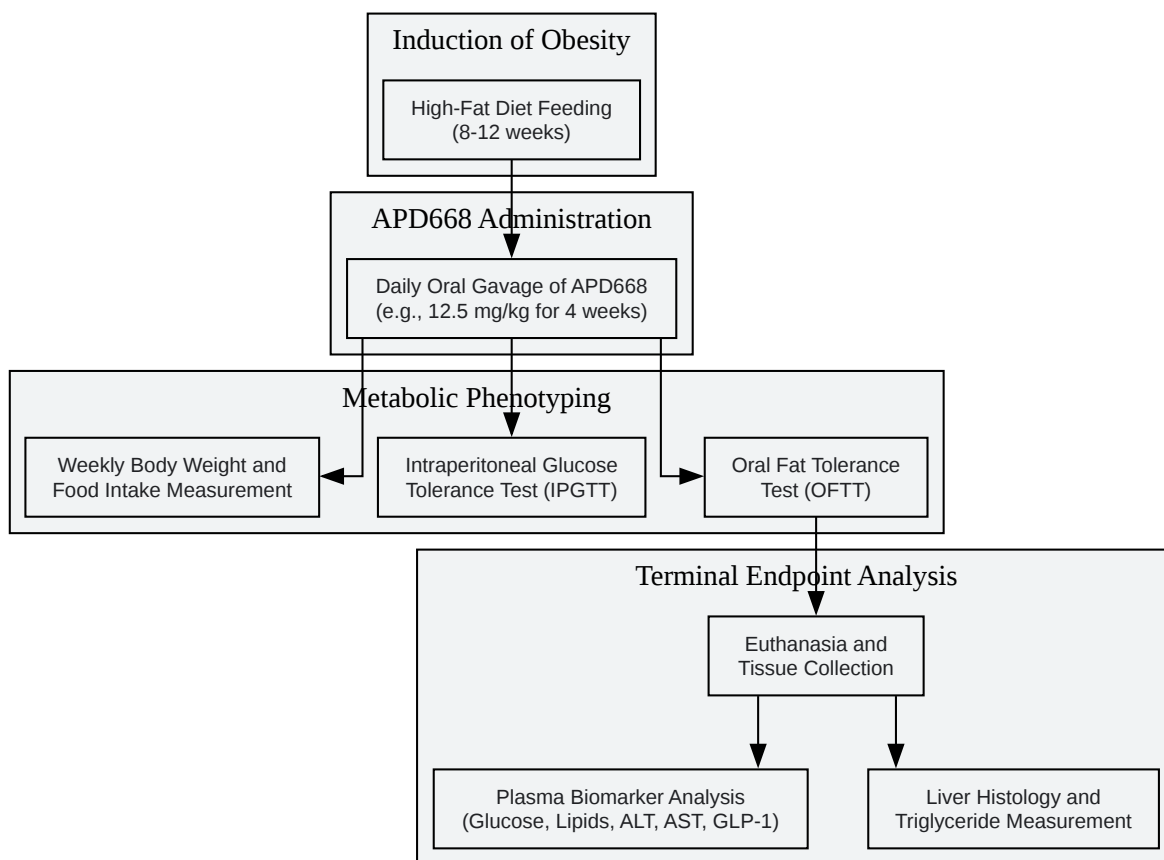 Induction of Obesity
High-Fat Diet Feeding
(8-12 weeks)
APD668 Administration
Daily Oral Gavage of APD668
(e.g., 12.5 mg/kg for 4 weeks)
Metabolic Phenotyping
Weekly Body Weight and
Food Intake Measurement
Intraperitoneal Glucose
Tolerance Test (IPGTT)
Oral Fat Tolerance
Test (OFTT)
Terminal Endpoint Analysis
Euthanasia and
Tissue Collection
Plasma Biomarker Analysis
(Glucose, Lipids, ALT, AST, GLP-1)
Liver Histology and
Triglyceride Measurement